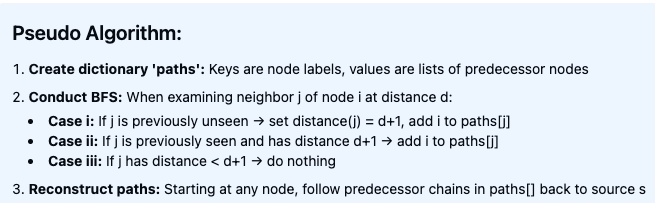 Pseudo Algorithm:
1. Create dictionary 'paths': Keys are node labels, values are lists of predecessor nodes
2. Conduct BFS: When examining neighbor j of node i at distance d:
• Case i: If j is previously unseen → set distance(j) = d+1, add i to paths[j]
• Case ii: If j is previously seen and has distance d+1 → add i to paths[j]
• Case iii: If j has distance < d+1 → do nothing
3. Reconstruct paths: Starting at any node, follow predecessor chains in paths[] back to source s